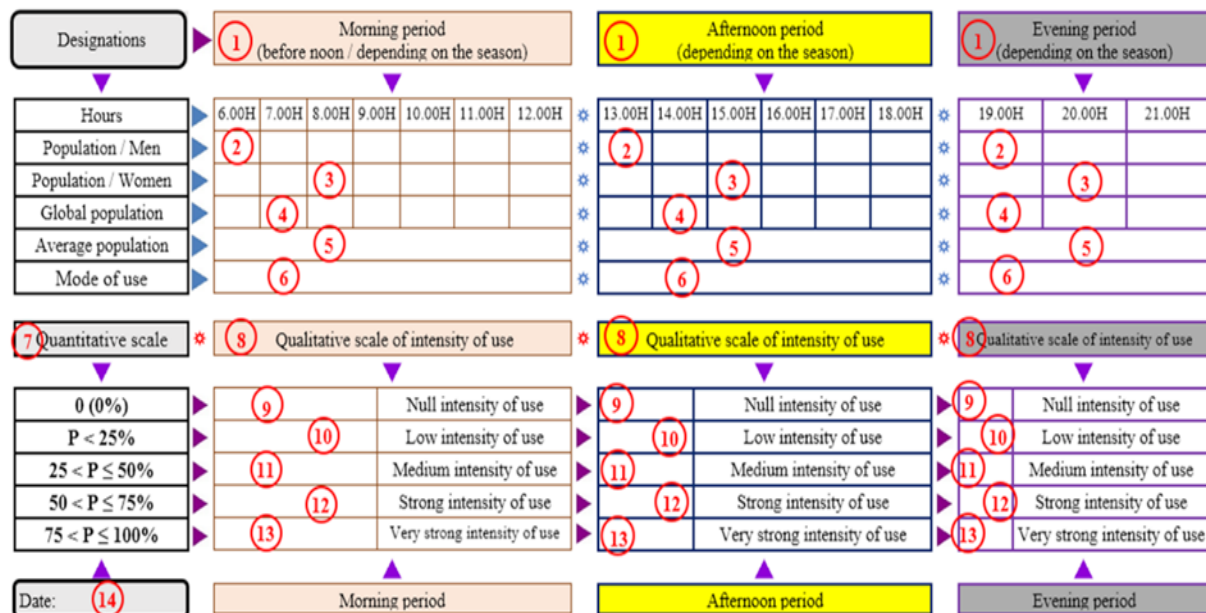 Designations 1 Morning period 1 Afternoon period 1 Evening period
(before noon / depending on the season) (depending on the season) (depending on the season)
Hours 6.00H 7.00H 8.00H 9.00H 10.00H 11.00H 12.00H 13.00H 14.00H 15.00H 16.00H 17.00H 18.00H 19.00H 20.00H 21.00H
Population / Men 2 2 2
Population / Women 3 3 3
Global population 4 4 4
Average population 5 5 5
Mode of use 6 6 6
7 Quantitative scale 8 Qualitative scale of intensity of use 8 Qualitative scale of intensity of use 8 Qualitative scale of intensity of use
0 (0%) 9 Null intensity of use 9 Null intensity of use 9 Null intensity of use
P < 25% 10 Low intensity of use 10 Low intensity of use 10 Low intensity of use
25 < P ≤ 50% 11 Medium intensity of use 11 Medium intensity of use 11 Medium intensity of use
50 < P ≤ 75% 12 Strong intensity of use 12 Strong intensity of use 12 Strong intensity of use
75 < P ≤ 100% 13 Very strong intensity of use 13 Very strong intensity of use 13 Very strong intensity of use
Date: 14 Morning period Afternoon period Evening period